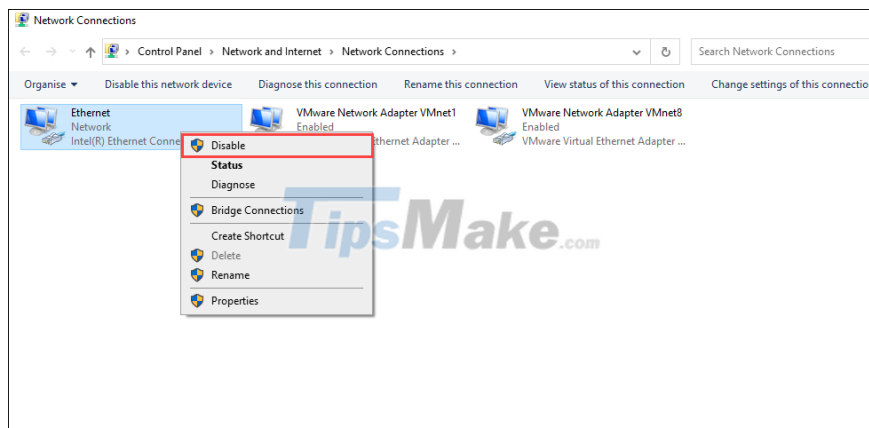 Network Connections
Control Panel > Network and Internet > Network Connections >
Search Network Connections
Organise Disable this network device Diagnose this connection Rename this connection View status of this connection Change settings of this connectio
Ethernet
Network
Intel(R) Ethernet Conne
VMware Network Adapter VMnet1
Enabled
thernet Adapter ...
VMware Network Adapter VMnet8
Enabled
VMware Virtual Ethernet Adapter ...
Disable
Status
Diagnose
Bridge Connections
Create Shortcut
Delete
Rename
Properties
TipsMake.com